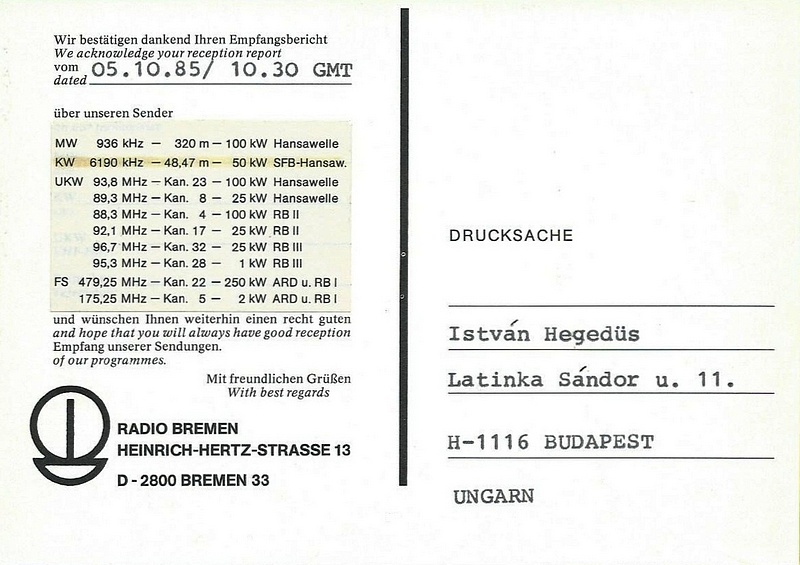 Wir bestätigen dankend Ihren Empfangsbericht
We acknowledge your reception report
vom
dated 05.10.85/ 10.30 GMT
über unseren Sender
MW 936 kHz — 320 m — 100 kW Hansawelle
KW 6190 kHz — 48,47 m — 50 kW SFB-Hansaw.
UKW 93,8 MHz — Kan. 23 — 100 kW Hansawelle
89,3 MHz — Kan. 8 — 25 kW Hansawelle
88,3 MHz — Kan. 4 — 100 kW RB II
92,1 MHz — Kan. 17 — 25 kW RB II
96,7 MHz — Kan. 32 — 25 kW RB III
95,3 MHz — Kan. 28 — 1 kW RB III
FS 479,25 MHz — Kan. 22 — 250 kW ARD u. RB I
175,25 MHz — Kan. 5 — 2 kW ARD u. RB I
und wünschen Ihnen weiterhin einen recht guten
and hope that you will always have good reception
Empfang unserer Sendungen.
of our programmes.
Mit freundlichen Grüßen
With best regards
RADIO BREMEN
HEINRICH-HERTZ-STRASSE 13
D - 2800 BREMEN 33
DRUCKSACHE
István Hegedüs
Latinka Sándor u. 11.
H-1116 BUDAPEST
UNGARN